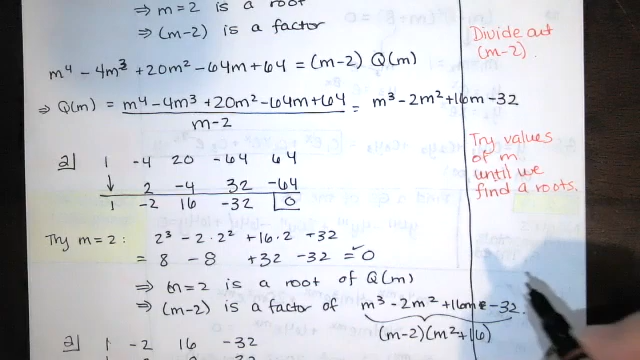 ⇒ m=2 is a root
⇒ (m-2) is a factor
m⁴ - 4m³ + 20m² - 64m + 64 = (m-2) Q(m)
⇒ Q(m) = m⁴ - 4m³ + 20m² - 64m + 64 / m-2 = m³ - 2m² + 16m - 32
2| 1 -4 20 -64 64
↓ 2 -4 32 -64
1 -2 16 -32 0
Try m=2: 2³ - 2·2² + 16·2 - 32
= 8 - 8 + 32 - 32 = 0 ✓
⇒ m=2 is a root of Q(m)
⇒ (m-2) is a factor of m³ - 2m² + 16m - 32.
(m-2)(m²+16)
2| 1 -2 16 -32
Divide out
(m-2).
Try values
of m
until we
find a roots.